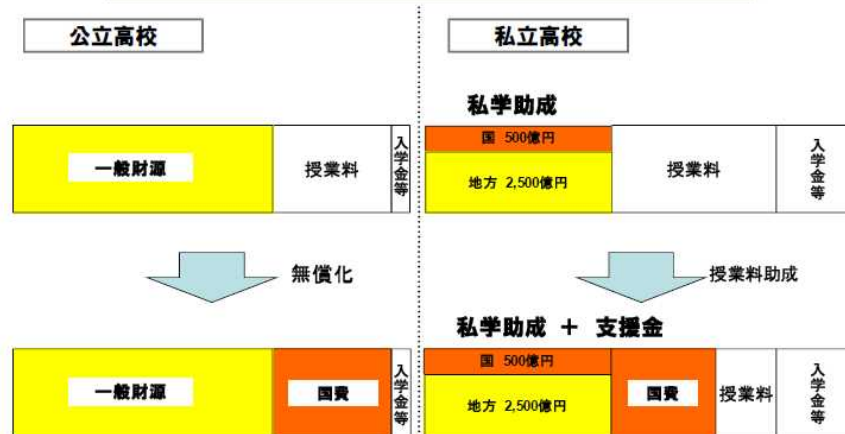 公立高校
私立高校
私学助成
一般財源
授業料
入学金等
国 500億円
地方 2,500億円
授業料
入学金等
無償化
授業料助成
私学助成 + 支援金
一般財源
国費
入学金等
国 500億円
地方 2,500億円
国費
授業料
入学金等